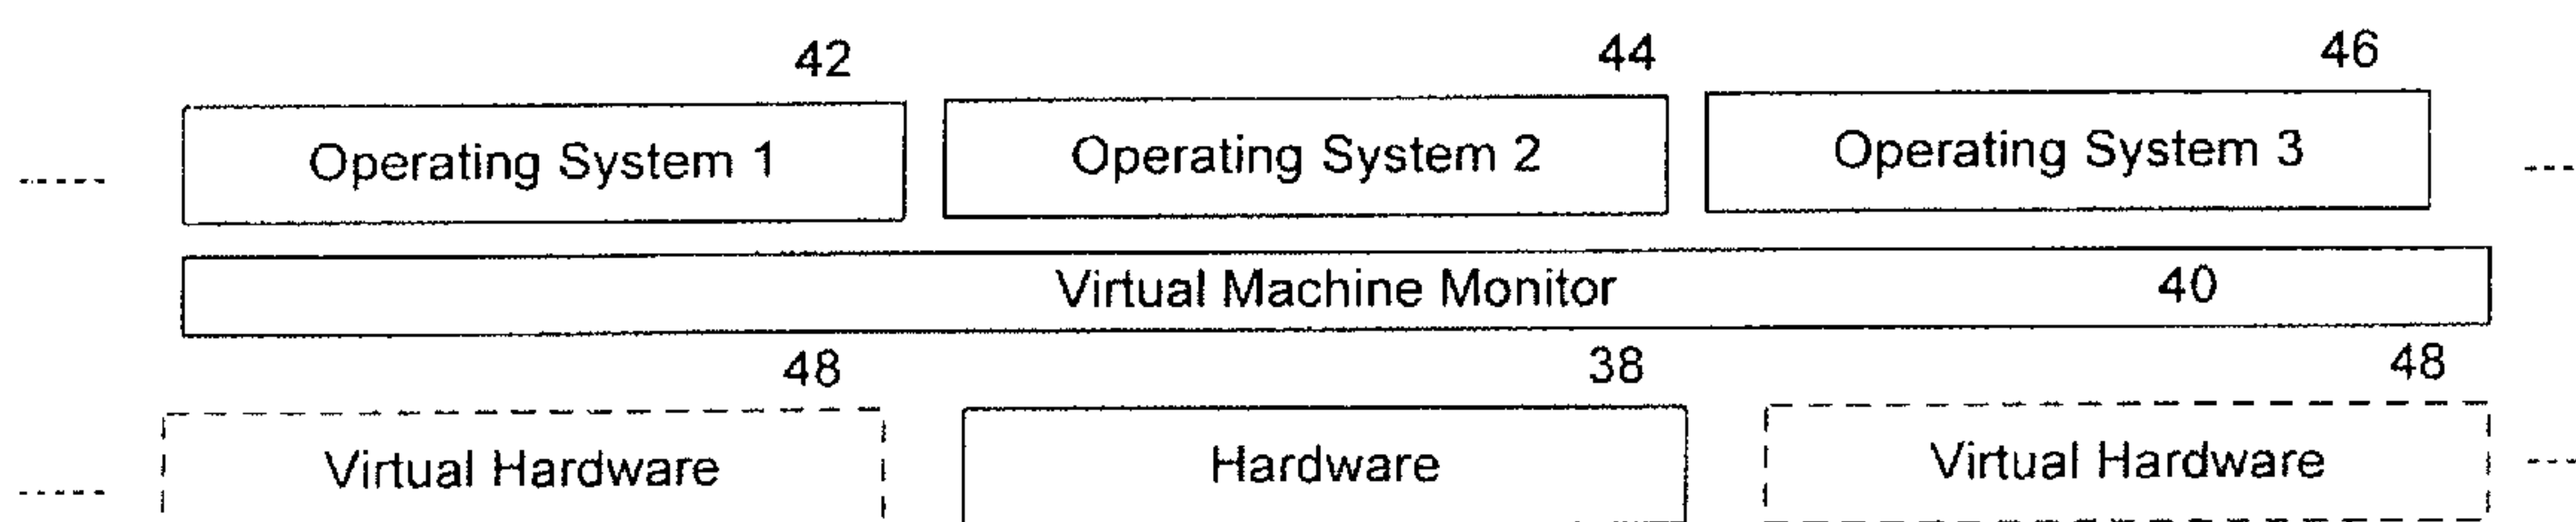 42 44 46
Operating System 1 Operating System 2 Operating System 3
Virtual Machine Monitor 40
48 38 48
Virtual Hardware Hardware Virtual Hardware